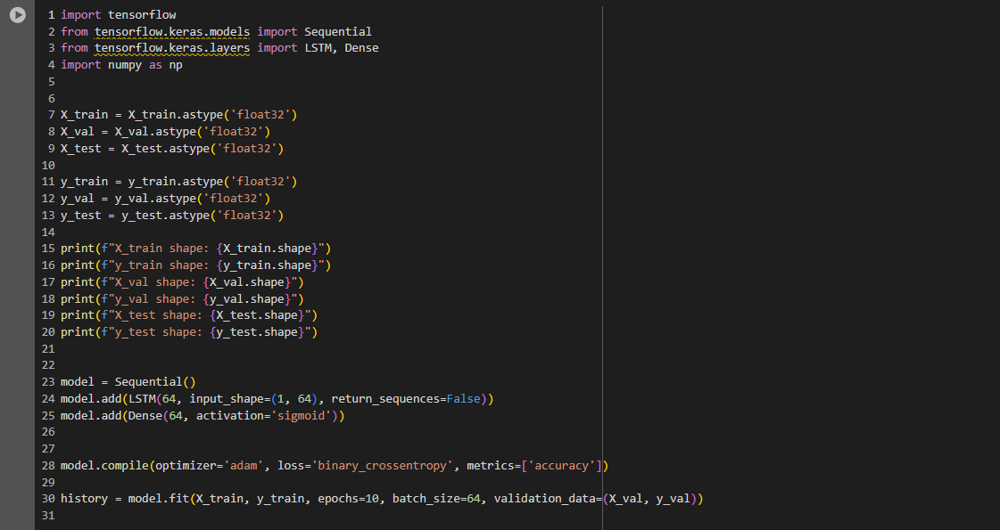 1 import tensorflow
2 from tensorflow.keras.models import Sequential
3 from tensorflow.keras.layers import LSTM, Dense
4 import numpy as np
5
6
7 X_train = X_train.astype('float32')
8 X_val = X_val.astype('float32')
9 X_test = X_test.astype('float32')
10
11 y_train = y_train.astype('float32')
12 y_val = y_val.astype('float32')
13 y_test = y_test.astype('float32')
14
15 print(f"X_train shape: {X_train.shape}")
16 print(f"y_train shape: {y_train.shape}")
17 print(f"X_val shape: {X_val.shape}")
18 print(f"y_val shape: {y_val.shape}")
19 print(f"X_test shape: {X_test.shape}")
20 print(f"y_test shape: {y_test.shape}")
21
22
23 model = Sequential()
24 model.add(LSTM(64, input_shape=(1, 64), return_sequences=False))
25 model.add(Dense(64, activation='sigmoid'))
26
27
28 model.compile(optimizer='adam', loss='binary_crossentropy', metrics=['accuracy'])
29
30 history = model.fit(X_train, y_train, epochs=10, batch_size=64, validation_data=(X_val, y_val))
31